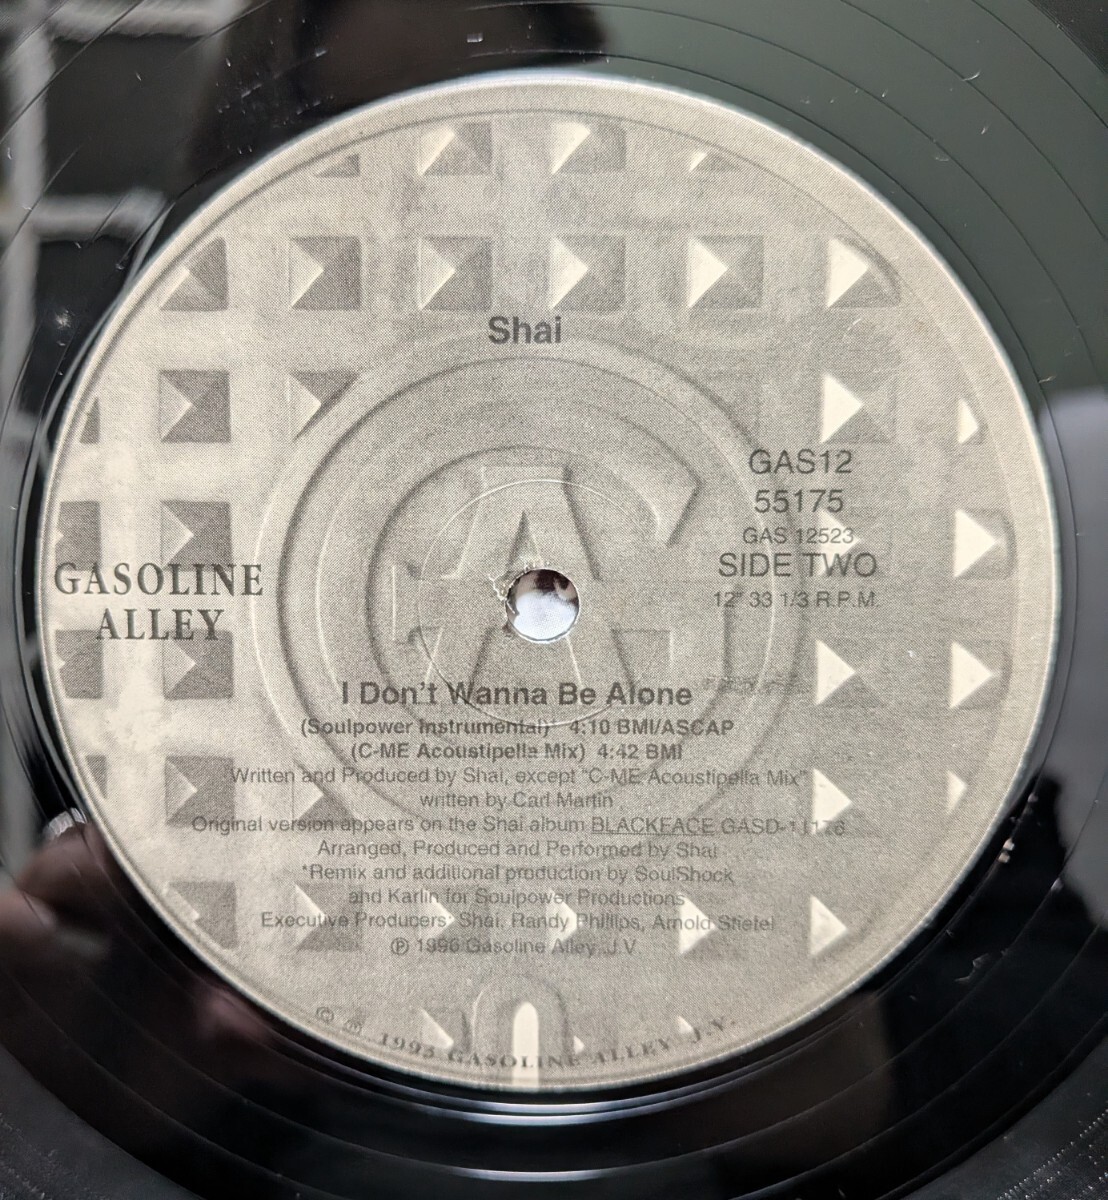 Shai
GAS12
55175
GAS 12523
SIDE TWO
12" 33 1/3 R.P.M.
GASOLINE
ALLEY
I Don't Wanna Be Alone
(Soulpower Instrumental)* 4:10 BMI/ASCAP
(C-ME Acoustipella Mix) 4:42 BMI
Written and Produced by Shai, except "C-ME Acoustipella Mix"
written by Carl Martin
Original version appears on the Shai album BLACKFACE GASD-11176
Arranged, Produced and Performed by Shai
*Remix and additional production by SoulShock
and Karlin for Soulpower Productions
Executive Producers: Shai, Randy Phillips, Arnold Stiefel
℗ 1996 Gasoline Alley J.V.
© ℗ 1995 GASOLINE ALLEY J.V.